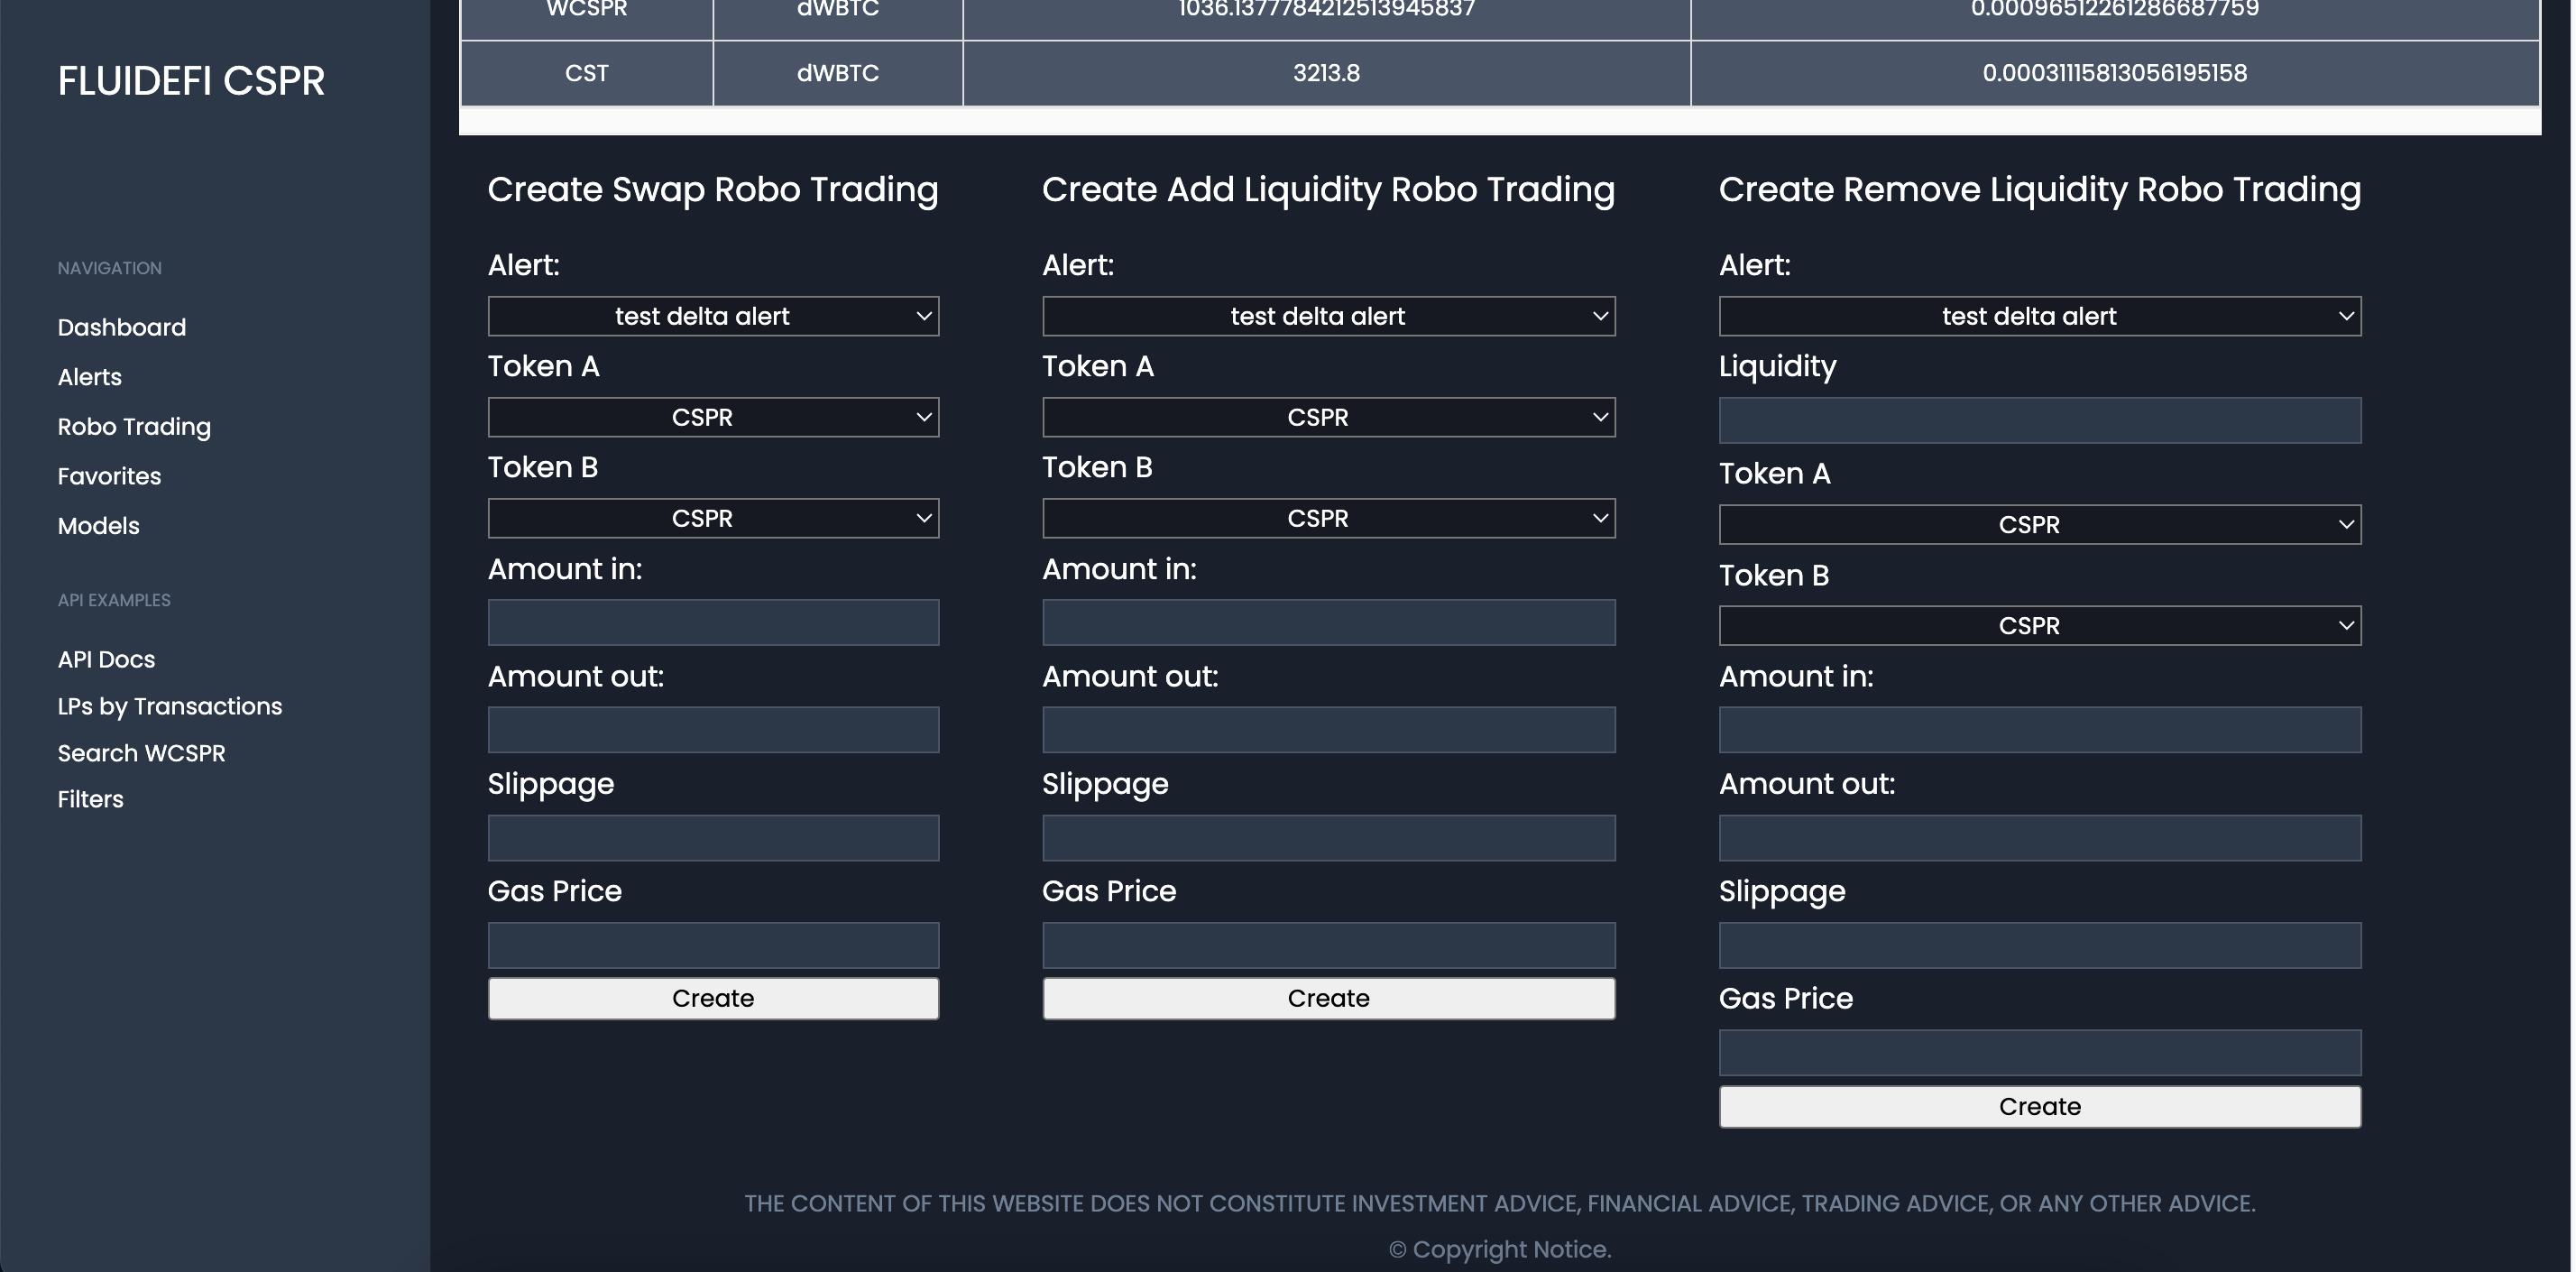 FLUIDEFI CSPR
NAVIGATION
Dashboard
Alerts
Robo Trading
Favorites
Models
API EXAMPLES
API Docs
LPs by Transactions
Search WCSPR
Filters
WCSPR dWBTC 1036.1377784212513945837 0.00096512261286687759
CST dWBTC 3213.8 0.00031115813056195158
Create Swap Robo Trading
Alert:
test delta alert
Token A
CSPR
Token B
CSPR
Amount in:
Amount out:
Slippage
Gas Price
Create
Create Add Liquidity Robo Trading
Alert:
test delta alert
Token A
CSPR
Token B
CSPR
Amount in:
Amount out:
Slippage
Gas Price
Create
Create Remove Liquidity Robo Trading
Alert:
test delta alert
Liquidity
Token A
CSPR
Token B
CSPR
Amount in:
Amount out:
Slippage
Gas Price
Create
THE CONTENT OF THIS WEBSITE DOES NOT CONSTITUTE INVESTMENT ADVICE, FINANCIAL ADVICE, TRADING ADVICE, OR ANY OTHER ADVICE.
© Copyright Notice.